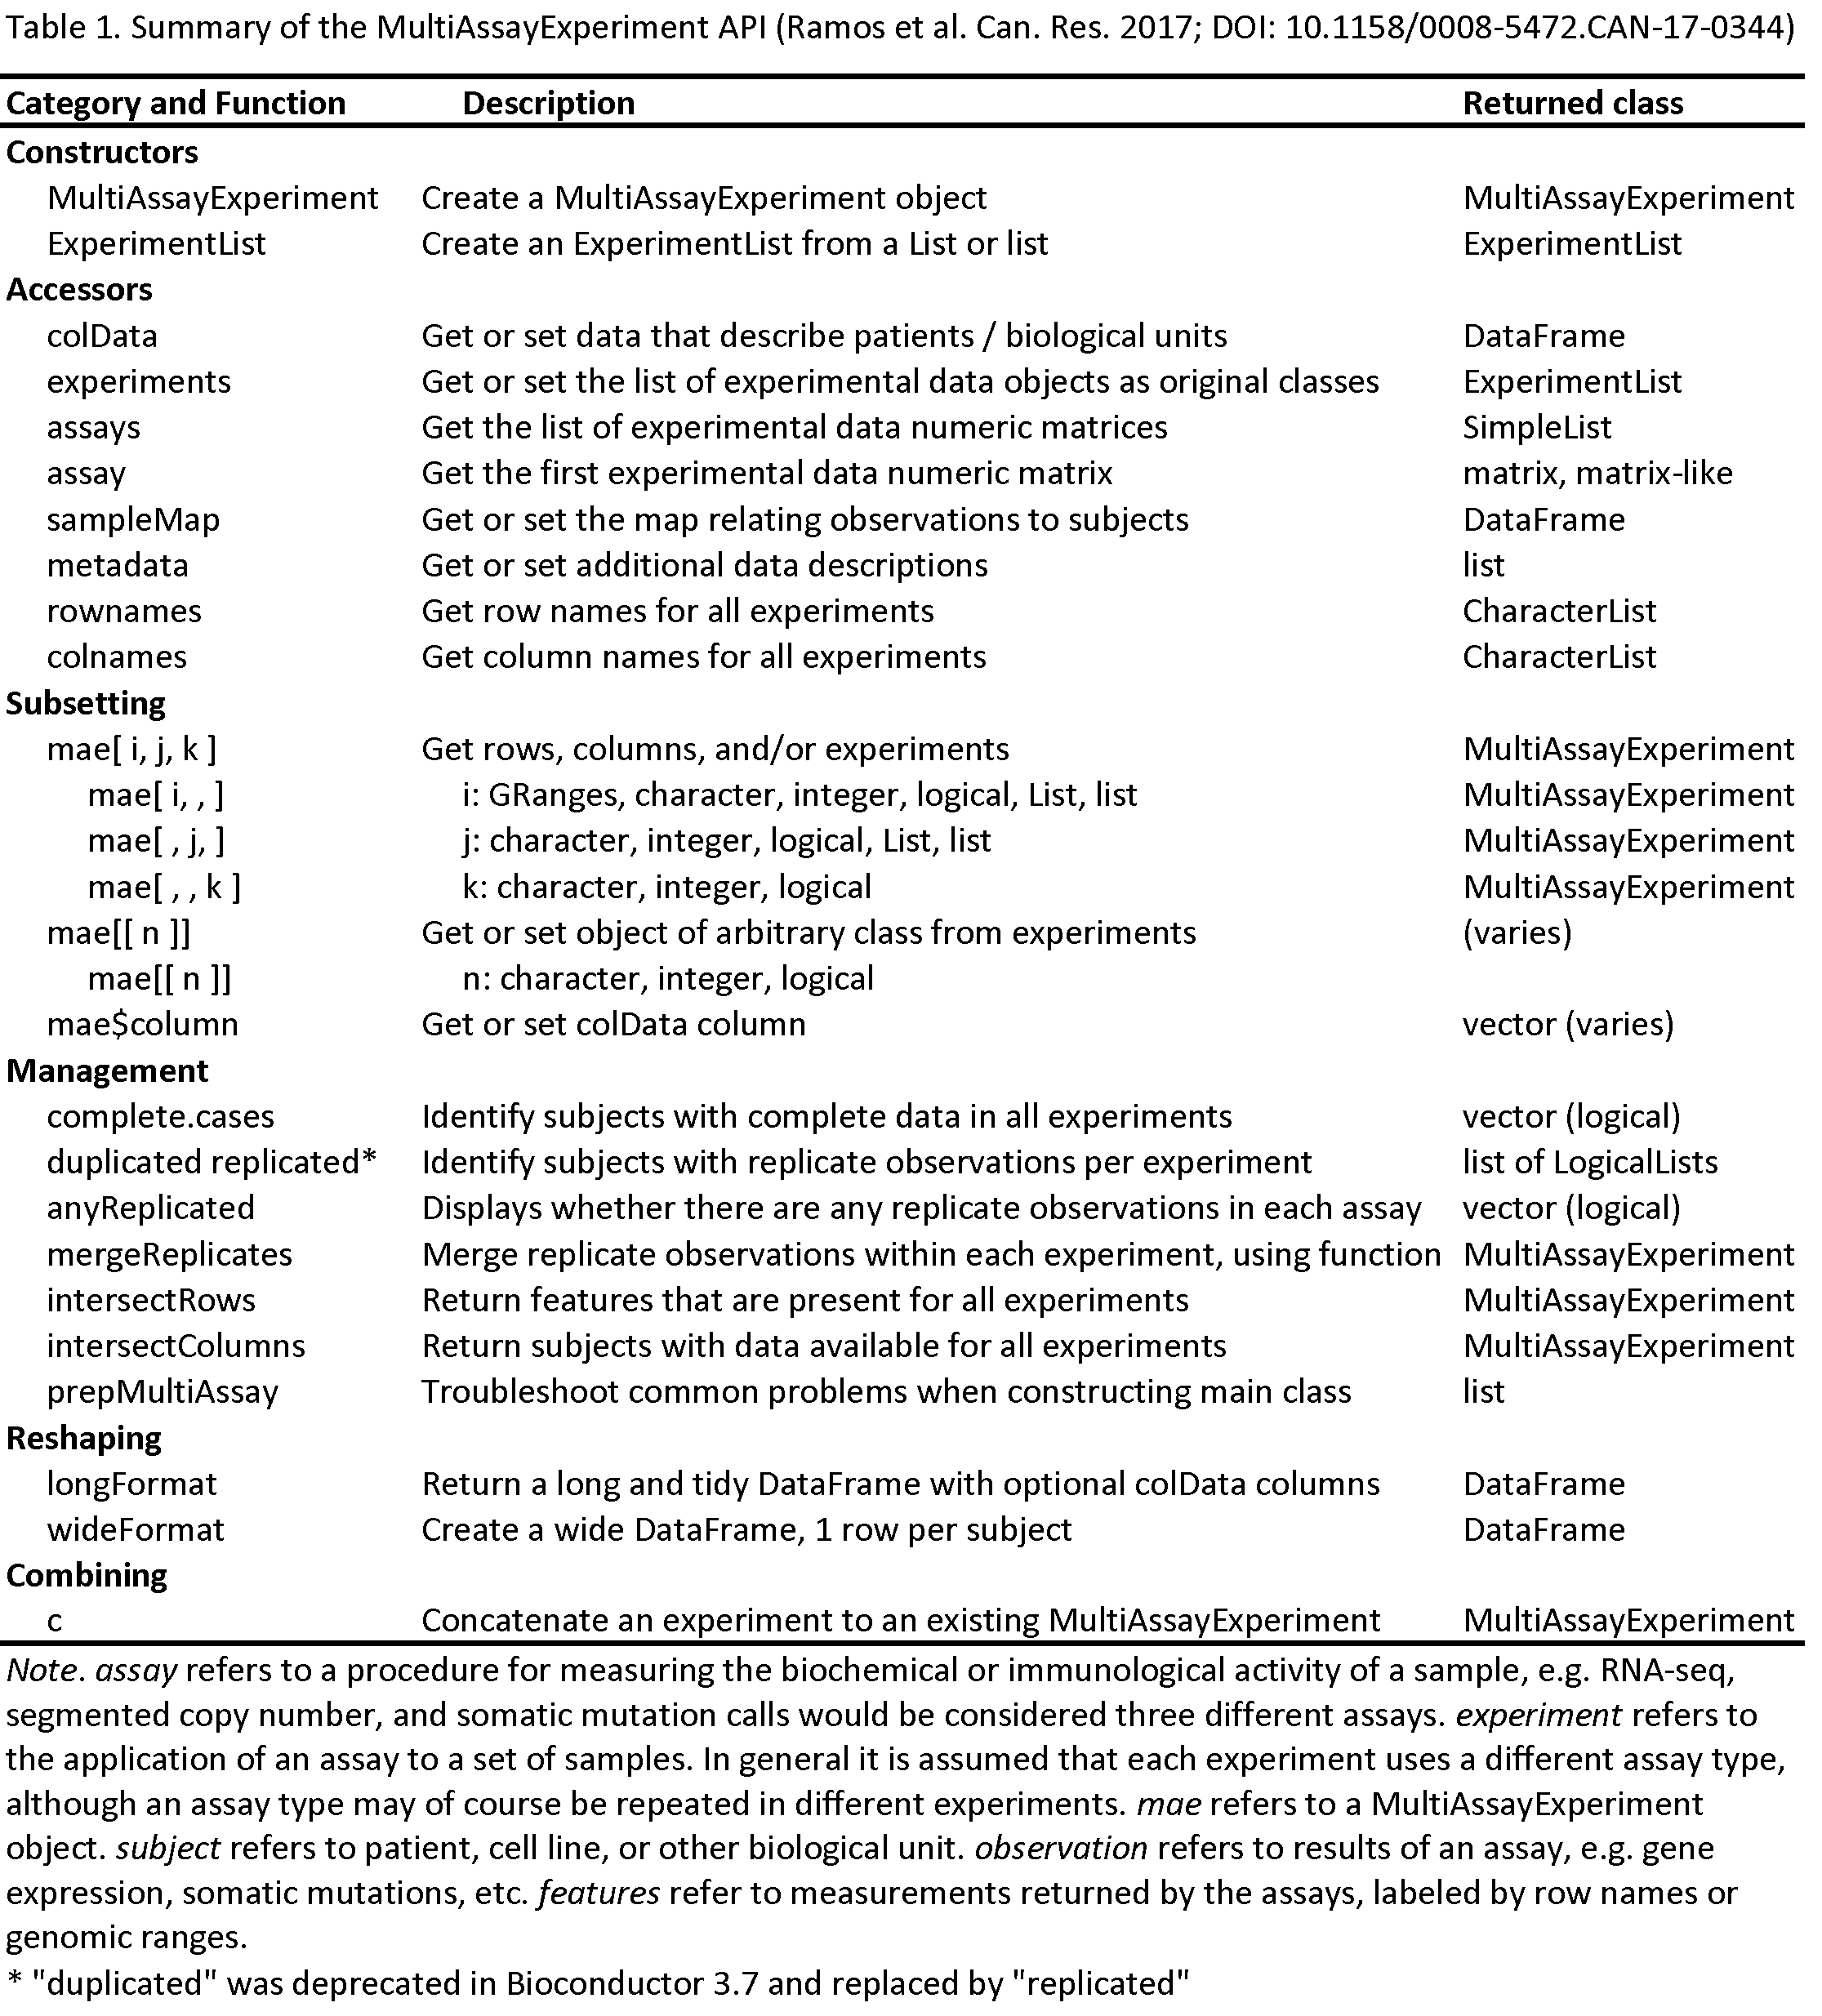 Table 1. Summary of the MultiAssayExperiment API (Ramos et al. Can. Res. 2017; DOI: 10.1158/0008-5472.CAN-17-0344)
Category and Function Description Returned class
Constructors
MultiAssayExperiment Create a MultiAssayExperiment object MultiAssayExperiment
ExperimentList Create an ExperimentList from a List or list ExperimentList
Accessors
colData Get or set data that describe patients / biological units DataFrame
experiments Get or set the list of experimental data objects as original classes ExperimentList
assays Get the list of experimental data numeric matrices SimpleList
assay Get the first experimental data numeric matrix matrix, matrix-like
sampleMap Get or set the map relating observations to subjects DataFrame
metadata Get or set additional data descriptions list
rownames Get row names for all experiments CharacterList
colnames Get column names for all experiments CharacterList
Subsetting
mae[ i, j, k ] Get rows, columns, and/or experiments MultiAssayExperiment
mae[ i, , ] i: GRanges, character, integer, logical, List, list MultiAssayExperiment
mae[ , j, ] j: character, integer, logical, List, list MultiAssayExperiment
mae[ , , k ] k: character, integer, logical MultiAssayExperiment
mae[[ n ]] Get or set object of arbitrary class from experiments (varies)
mae[[ n ]] n: character, integer, logical
mae$column Get or set colData column vector (varies)
Management
complete.cases Identify subjects with complete data in all experiments vector (logical)
duplicated replicated* Identify subjects with replicate observations per experiment list of LogicalLists
anyReplicated Displays whether there are any replicate observations in each assay vector (logical)
mergeReplicates Merge replicate observations within each experiment, using function MultiAssayExperiment
intersectRows Return features that are present for all experiments MultiAssayExperiment
intersectColumns Return subjects with data available for all experiments MultiAssayExperiment
prepMultiAssay Troubleshoot common problems when constructing main class list
Reshaping
longFormat Return a long and tidy DataFrame with optional colData columns DataFrame
wideFormat Create a wide DataFrame, 1 row per subject DataFrame
Combining
c Concatenate an experiment to an existing MultiAssayExperiment MultiAssayExperiment
Note. assay refers to a procedure for measuring the biochemical or immunological activity of a sample, e.g. RNA-seq,
segmented copy number, and somatic mutation calls would be considered three different assays. experiment refers to
the application of an assay to a set of samples. In general it is assumed that each experiment uses a different assay type,
although an assay type may of course be repeated in different experiments. mae refers to a MultiAssayExperiment
object. subject refers to patient, cell line, or other biological unit. observation refers to results of an assay, e.g. gene
expression, somatic mutations, etc. features refer to measurements returned by the assays, labeled by row names or
genomic ranges.
* "duplicated" was deprecated in Bioconductor 3.7 and replaced by "replicated"